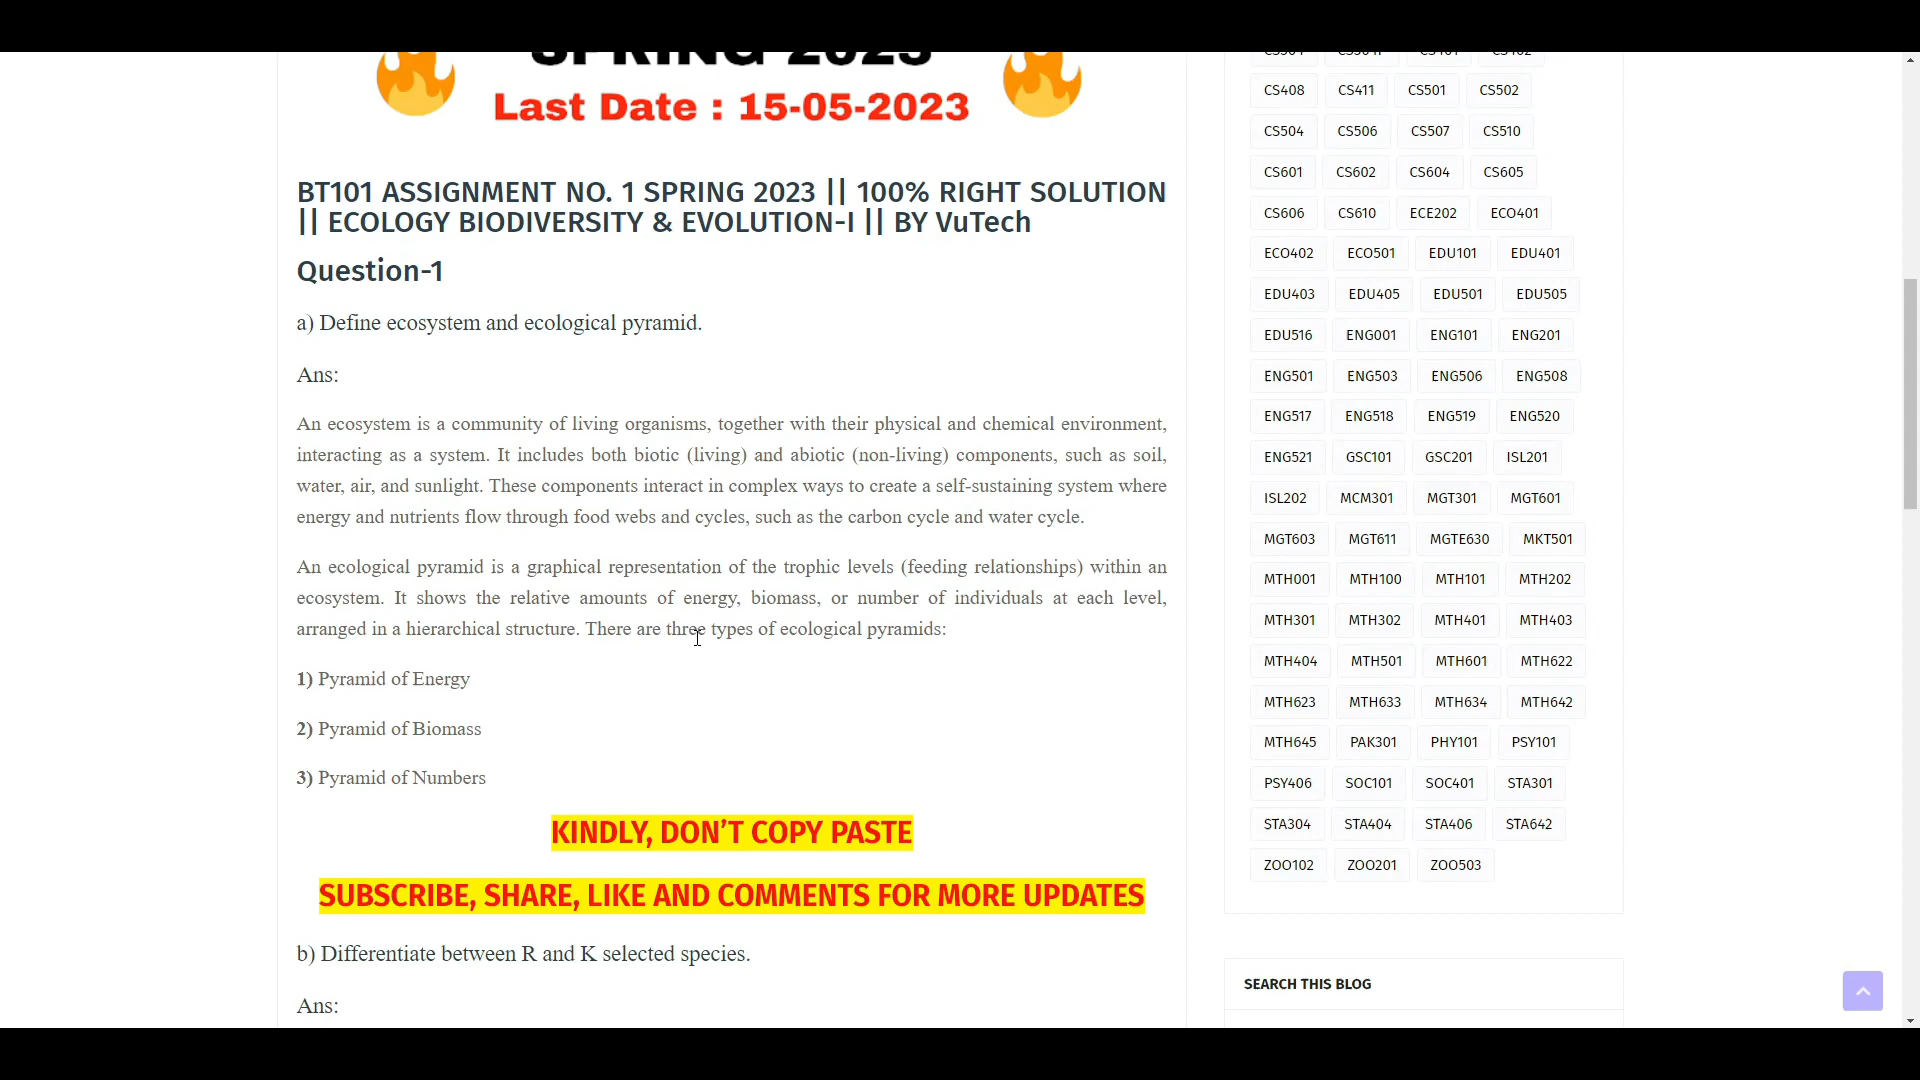 SPRING 2023
Last Date : 15-05-2023
BT101 ASSIGNMENT NO. 1 SPRING 2023 || 100% RIGHT SOLUTION
|| ECOLOGY BIODIVERSITY & EVOLUTION-I || BY VuTech
Question-1
a) Define ecosystem and ecological pyramid.
Ans:
An ecosystem is a community of living organisms, together with their physical and chemical environment,
interacting as a system. It includes both biotic (living) and abiotic (non-living) components, such as soil,
water, air, and sunlight. These components interact in complex ways to create a self-sustaining system where
energy and nutrients flow through food webs and cycles, such as the carbon cycle and water cycle.
An ecological pyramid is a graphical representation of the trophic levels (feeding relationships) within an
ecosystem. It shows the relative amounts of energy, biomass, or number of individuals at each level,
arranged in a hierarchical structure. There are three types of ecological pyramids:
1) Pyramid of Energy
2) Pyramid of Biomass
3) Pyramid of Numbers
KINDLY, DON'T COPY PASTE
SUBSCRIBE, SHARE, LIKE AND COMMENTS FOR MORE UPDATES
b) Differentiate between R and K selected species.
Ans:
CS408 CS411 CS501 CS502
CS504 CS506 CS507 CS510
CS601 CS602 CS604 CS605
CS606 CS610 ECE202 ECO401
ECO402 ECO501 EDU101 EDU401
EDU403 EDU405 EDU501 EDU505
EDU516 ENG001 ENG101 ENG201
ENG501 ENG503 ENG506 ENG508
ENG517 ENG518 ENG519 ENG520
ENG521 GSC101 GSC201 ISL201
ISL202 MCM301 MGT301 MGT601
MGT603 MGT611 MGTE630 MKT501
MTH001 MTH100 MTH101 MTH202
MTH301 MTH302 MTH401 MTH403
MTH404 MTH501 MTH601 MTH622
MTH623 MTH633 MTH634 MTH642
MTH645 PAK301 PHY101 PSY101
PSY406 SOC101 SOC401 STA301
STA304 STA404 STA406 STA642
ZOO102 ZOO201 ZOO503
SEARCH THIS BLOG